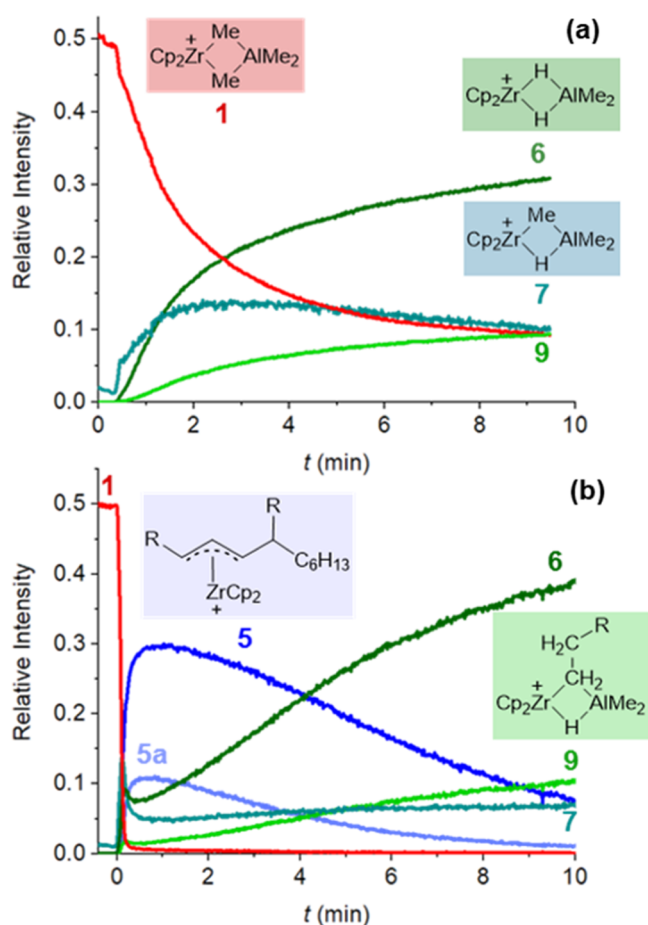 (a)
Relative Intensity
0.5
0.4
0.3
0.2
0.1
0.0
0
2
4
6
8
10
t (min)
+
Me
Cp2Zr
AlMe2
Me
1
H
+
Cp2Zr
AlMe2
H
6
Me
+
Cp2Zr
AlMe2
H
7
9
(b)
Relative Intensity
0.5
0.4
0.3
0.2
0.1
0.0
0
2
4
6
8
10
t (min)
1
R
R
C6H13
ZrCp2
+
5
5a
6
R
H2C
CH2
+
Cp2Zr
AlMe2
H
9
7